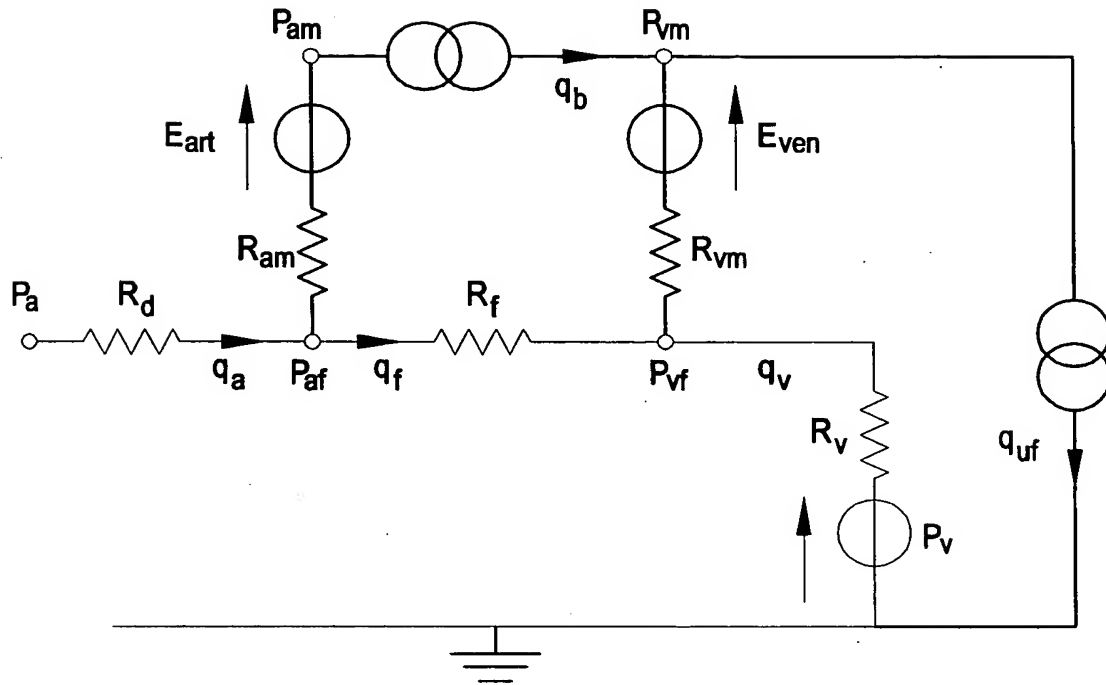 Pam
Rvm
qb
Eart
Even
Ram
Rvm
Pa
Rd
Rf
qa
Paf
qf
Pvf
qv
Rv
quf
Pv